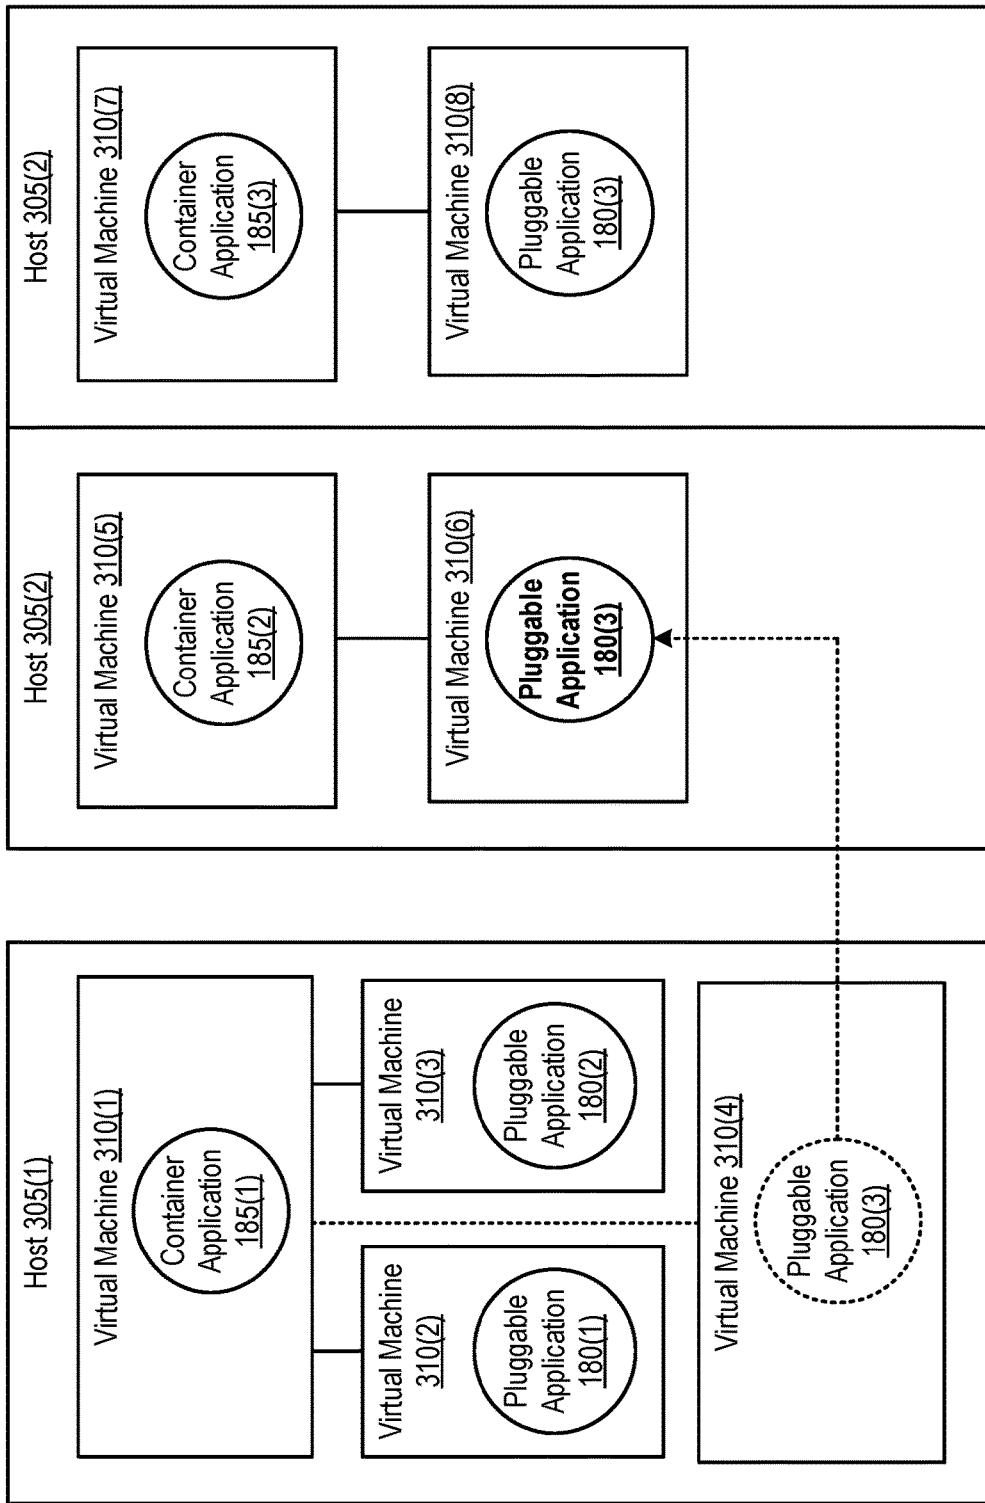 Host 305(1)
Virtual Machine 310(1)
Container
Application
185(1)
Virtual Machine
310(2)
Pluggable
Application
180(1)
Virtual Machine
310(3)
Pluggable
Application
180(2)
Virtual Machine 310(4)
Pluggable
Application
180(3)
Host 305(2)
Virtual Machine 310(5)
Container
Application
185(2)
Virtual Machine 310(6)
Pluggable
Application
180(3)
Host 305(2)
Virtual Machine 310(7)
Container
Application
185(3)
Virtual Machine 310(8)
Pluggable
Application
180(3)